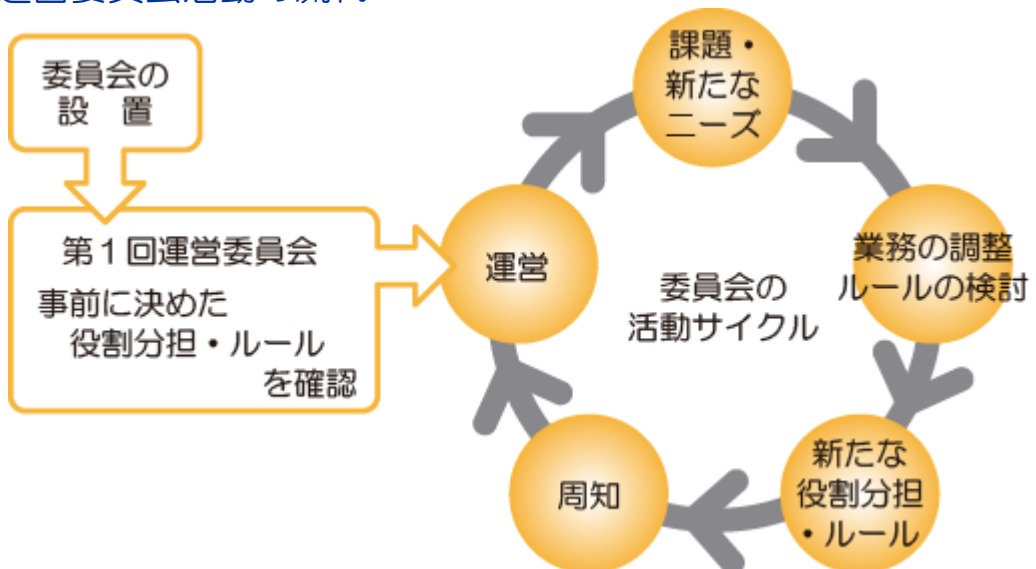 委員会の
設　置
第１回運営委員会
事前に決めた
役割分担・ルール
を確認
運営
課題・
新たな
ニーズ
業務の調整
ルールの検討
新たな
役割分担
・ルール
周知
委員会の
活動サイクル